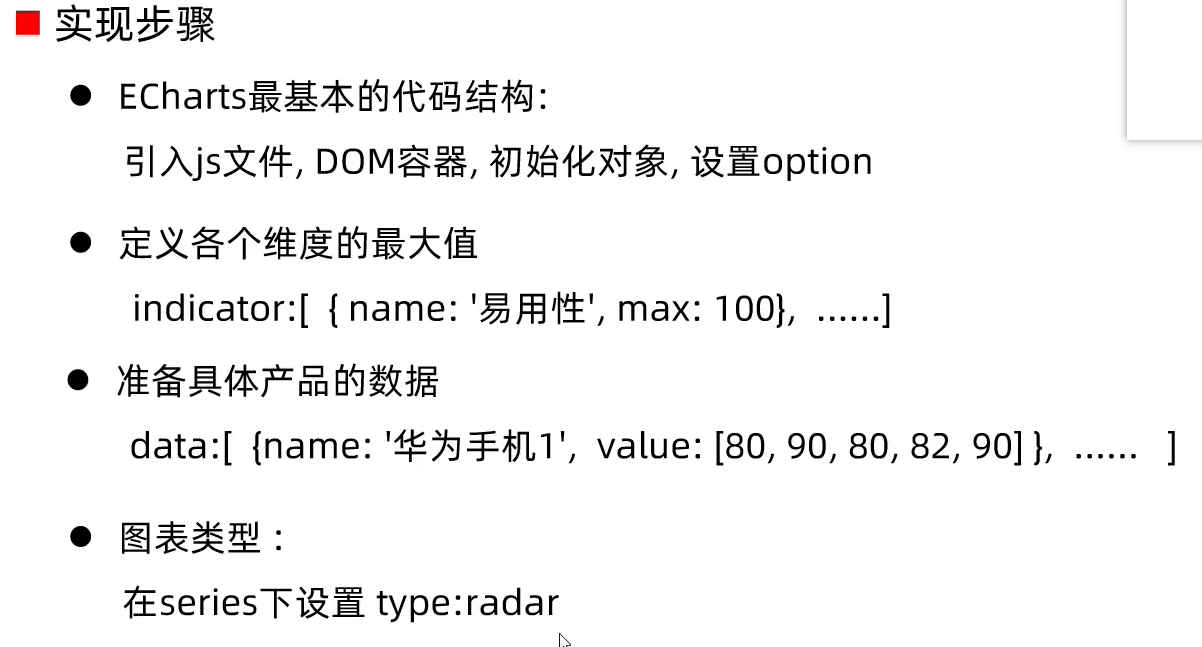 实现步骤
ECharts最基本的代码结构:
引入js文件, DOM容器, 初始化对象, 设置option
定义各个维度的最大值
indicator:[ { name: '易用性', max: 100}, ......]
准备具体产品的数据
data:[ {name: '华为手机1', value: [80, 90, 80, 82, 90] }, ...... ]
图表类型 :
在series下设置 type:radar